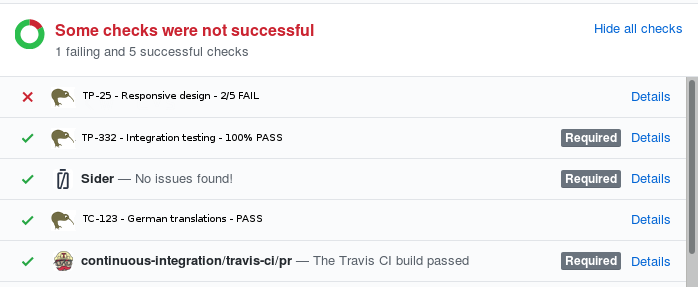 Some checks were not successful
Hide all checks
1 failing and 5 successful checks
TP-25 - Responsive design - 2/5 FAIL Details
TP-332 - Integration testing - 100% PASS Required Details
Sider — No issues found! Required Details
TC-123 - German translations - PASS Details
continuous-integration/travis-ci/pr — The Travis CI build passed Required Details